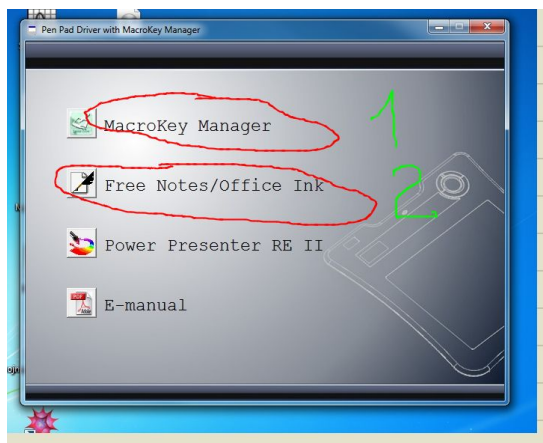 Pen Pad Driver with MacroKey Manager
MacroKey Manager
1
Free Notes/Office Ink
2
Power Presenter RE II
PDF
E-manual